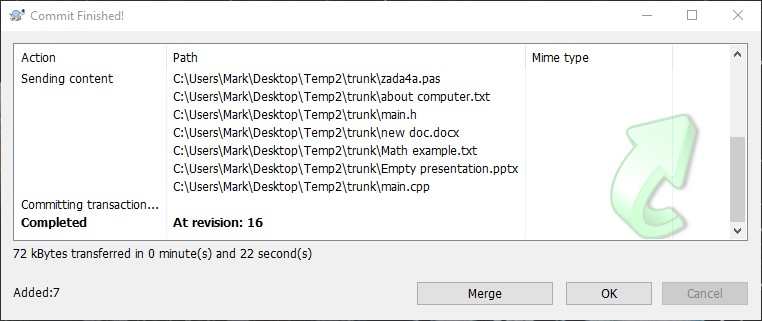 Commit Finished!
Action Path Mime type
Sending content C:\Users\Mark\Desktop\Temp2\trunk\zada4a.pas
C:\Users\Mark\Desktop\Temp2\trunk\about computer.txt
C:\Users\Mark\Desktop\Temp2\trunk\main.h
C:\Users\Mark\Desktop\Temp2\trunk\new doc.docx
C:\Users\Mark\Desktop\Temp2\trunk\Math example.txt
C:\Users\Mark\Desktop\Temp2\trunk\Empty presentation.pptx
C:\Users\Mark\Desktop\Temp2\trunk\main.cpp
Committing transaction...
Completed At revision: 16
72 kBytes transferred in 0 minute(s) and 22 second(s)
Added:7 Merge OK Cancel